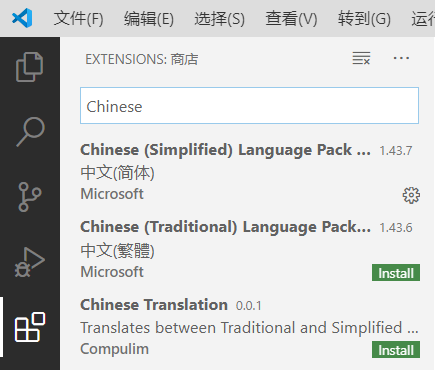 文件(F) 编辑(E) 选择(S) 查看(V) 转到(G) 运行
EXTENSIONS: 商店
Chinese
Chinese (Simplified) Language Pack ... 1.43.7
中文(简体)
Microsoft
Chinese (Traditional) Language Pack... 1.43.6
中文(繁體)
Microsoft Install
Chinese Translation 0.0.1
Translates between Traditional and Simplified ...
Compulim Install